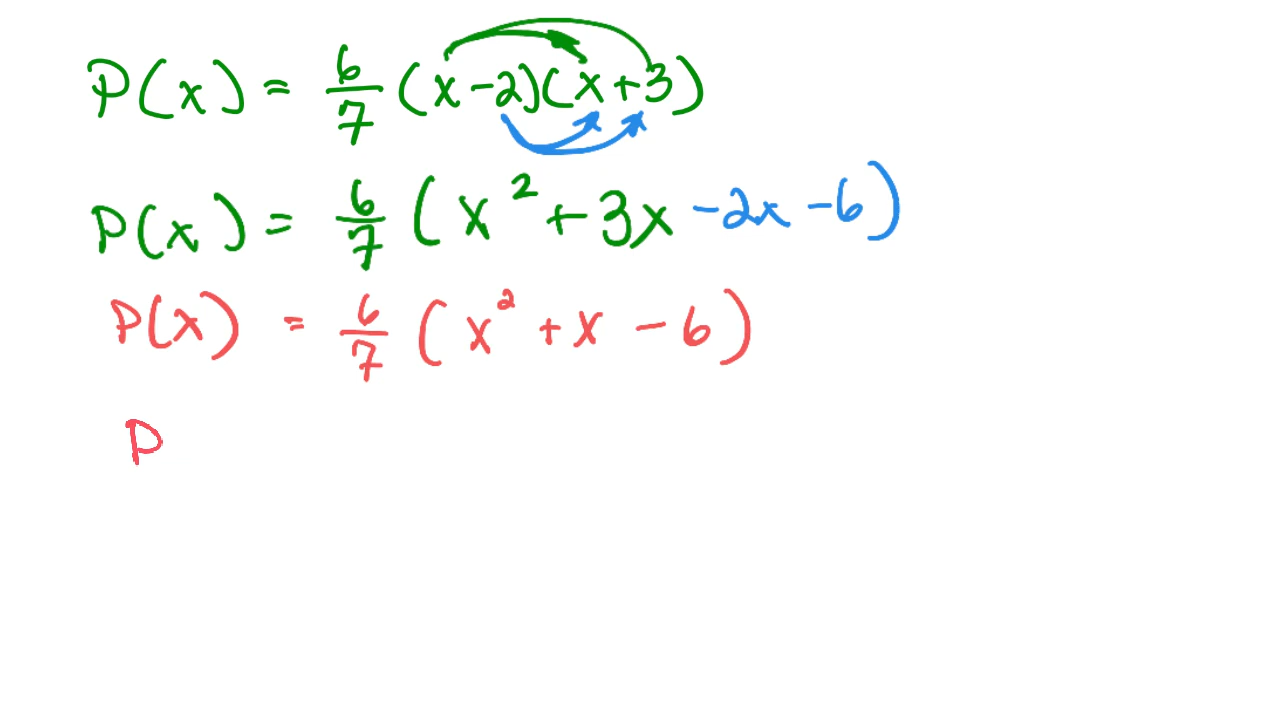 P(x) = 6/7 (x - 2)(x + 3)
P(x) = 6/7 (x² + 3x - 2x - 6)
P(x) = 6/7 (x² + x - 6)
P